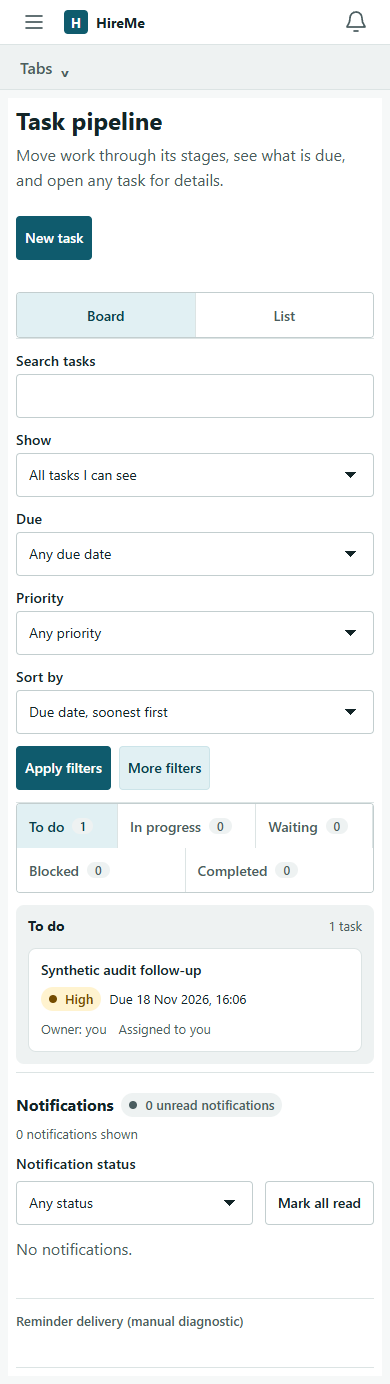 H HireMe
Tabs v
Task pipeline
Move work through its stages, see what is due,
and open any task for details.
New task
Board List
Search tasks
Show
All tasks I can see
Due
Any due date
Priority
Any priority
Sort by
Due date, soonest first
Apply filters More filters
To do 1 In progress 0 Waiting 0
Blocked 0 Completed 0
To do 1 task
Synthetic audit follow-up
High Due 18 Nov 2026, 16:06
Owner: you Assigned to you
Notifications 0 unread notifications
0 notifications shown
Notification status
Any status Mark all read
No notifications.
Reminder delivery (manual diagnostic)